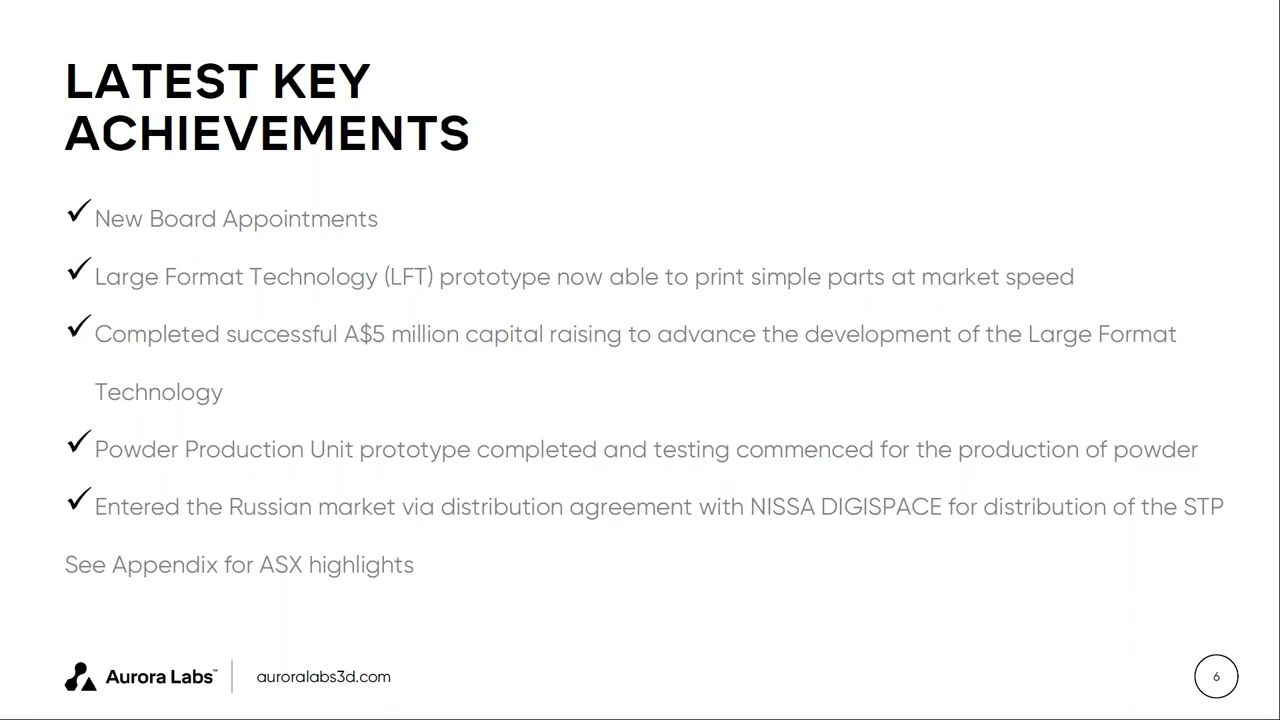 LATEST KEY
ACHIEVEMENTS
✓ New Board Appointments
✓ Large Format Technology (LFT) prototype now able to print simple parts at market speed
✓ Completed successful A$5 million capital raising to advance the development of the Large Format
Technology
✓ Powder Production Unit prototype completed and testing commenced for the production of powder
✓ Entered the Russian market via distribution agreement with NISSA DIGISPACE for distribution of the STP
See Appendix for ASX highlights
Aurora Labs™ auroralabs3d.com 6